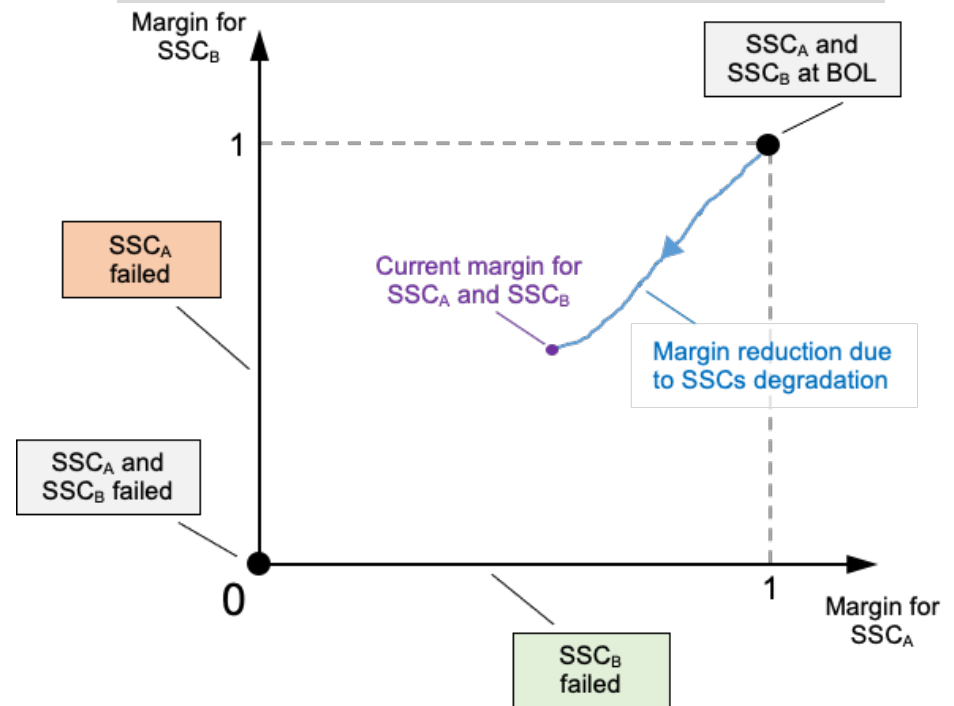 Margin for
SSC_B
SSC_A and
SSC_B at BOL
1
SSC_A
failed
Current margin for
SSC_A and SSC_B
Margin reduction due
to SSCs degradation
SSC_A and
SSC_B failed
0
1
Margin for
SSC_A
SSC_B
failed